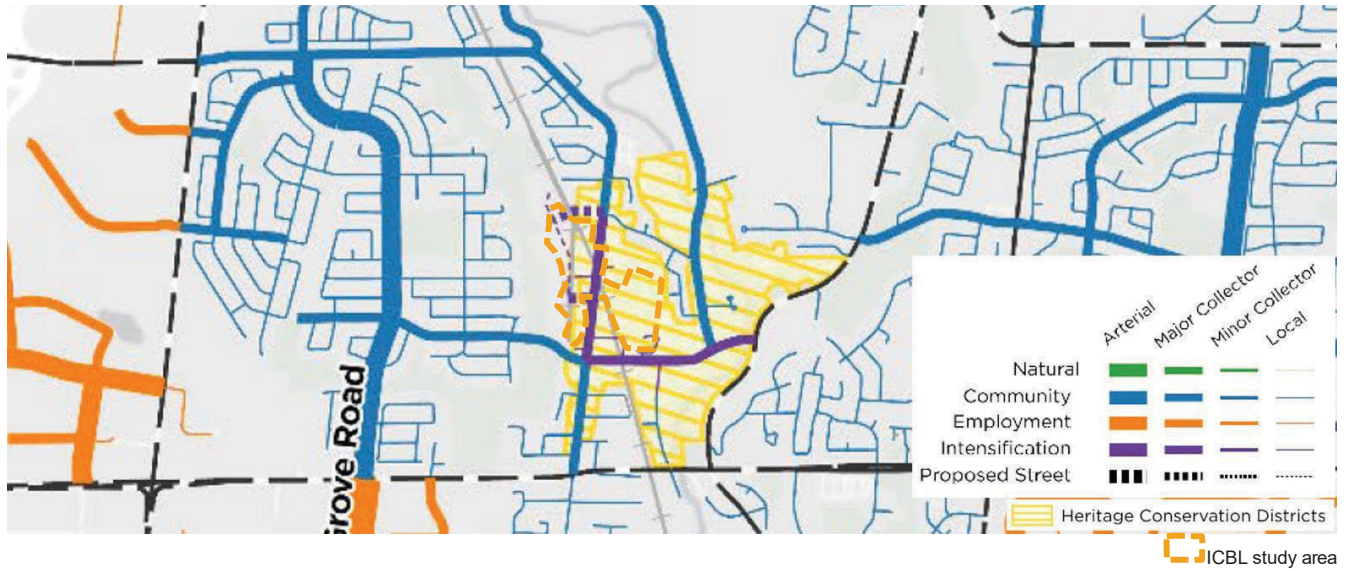 Grove Road
Arterial
Major Collector
Minor Collector
Local
Natural
Community
Employment
Intensification
Proposed Street
Heritage Conservation Districts
ICBL study area